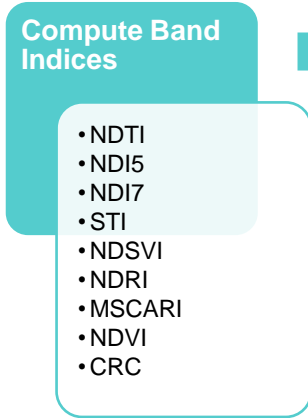 Compute Band
Indices
•NDTI
•NDI5
•NDI7
•STI
•NDSVI
•NDRI
•MSCARI
•NDVI
•CRC